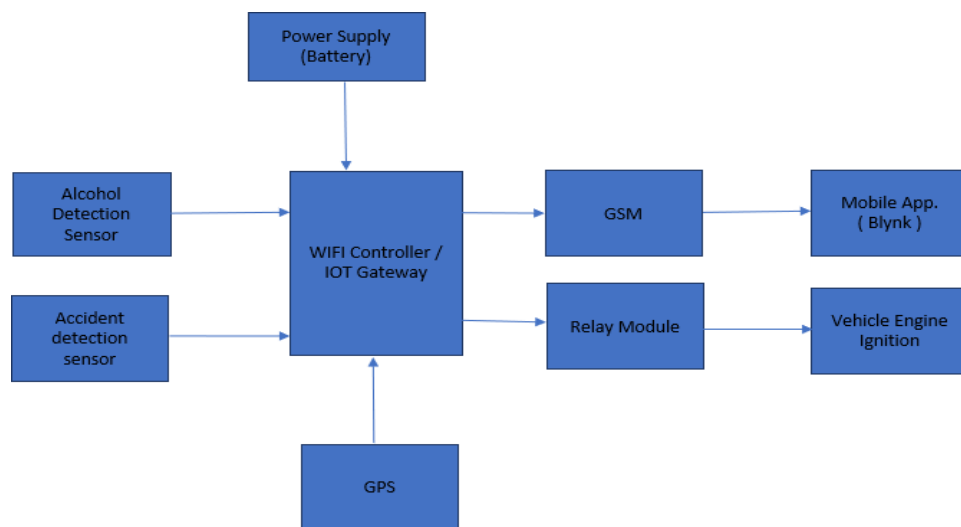 Power Supply
(Battery)
Alcohol
Detection
Sensor
WIFI Controller /
IOT Gateway
GSM
Mobile App.
( Blynk )
Accident
detection
sensor
Relay Module
Vehicle Engine
Ignition
GPS